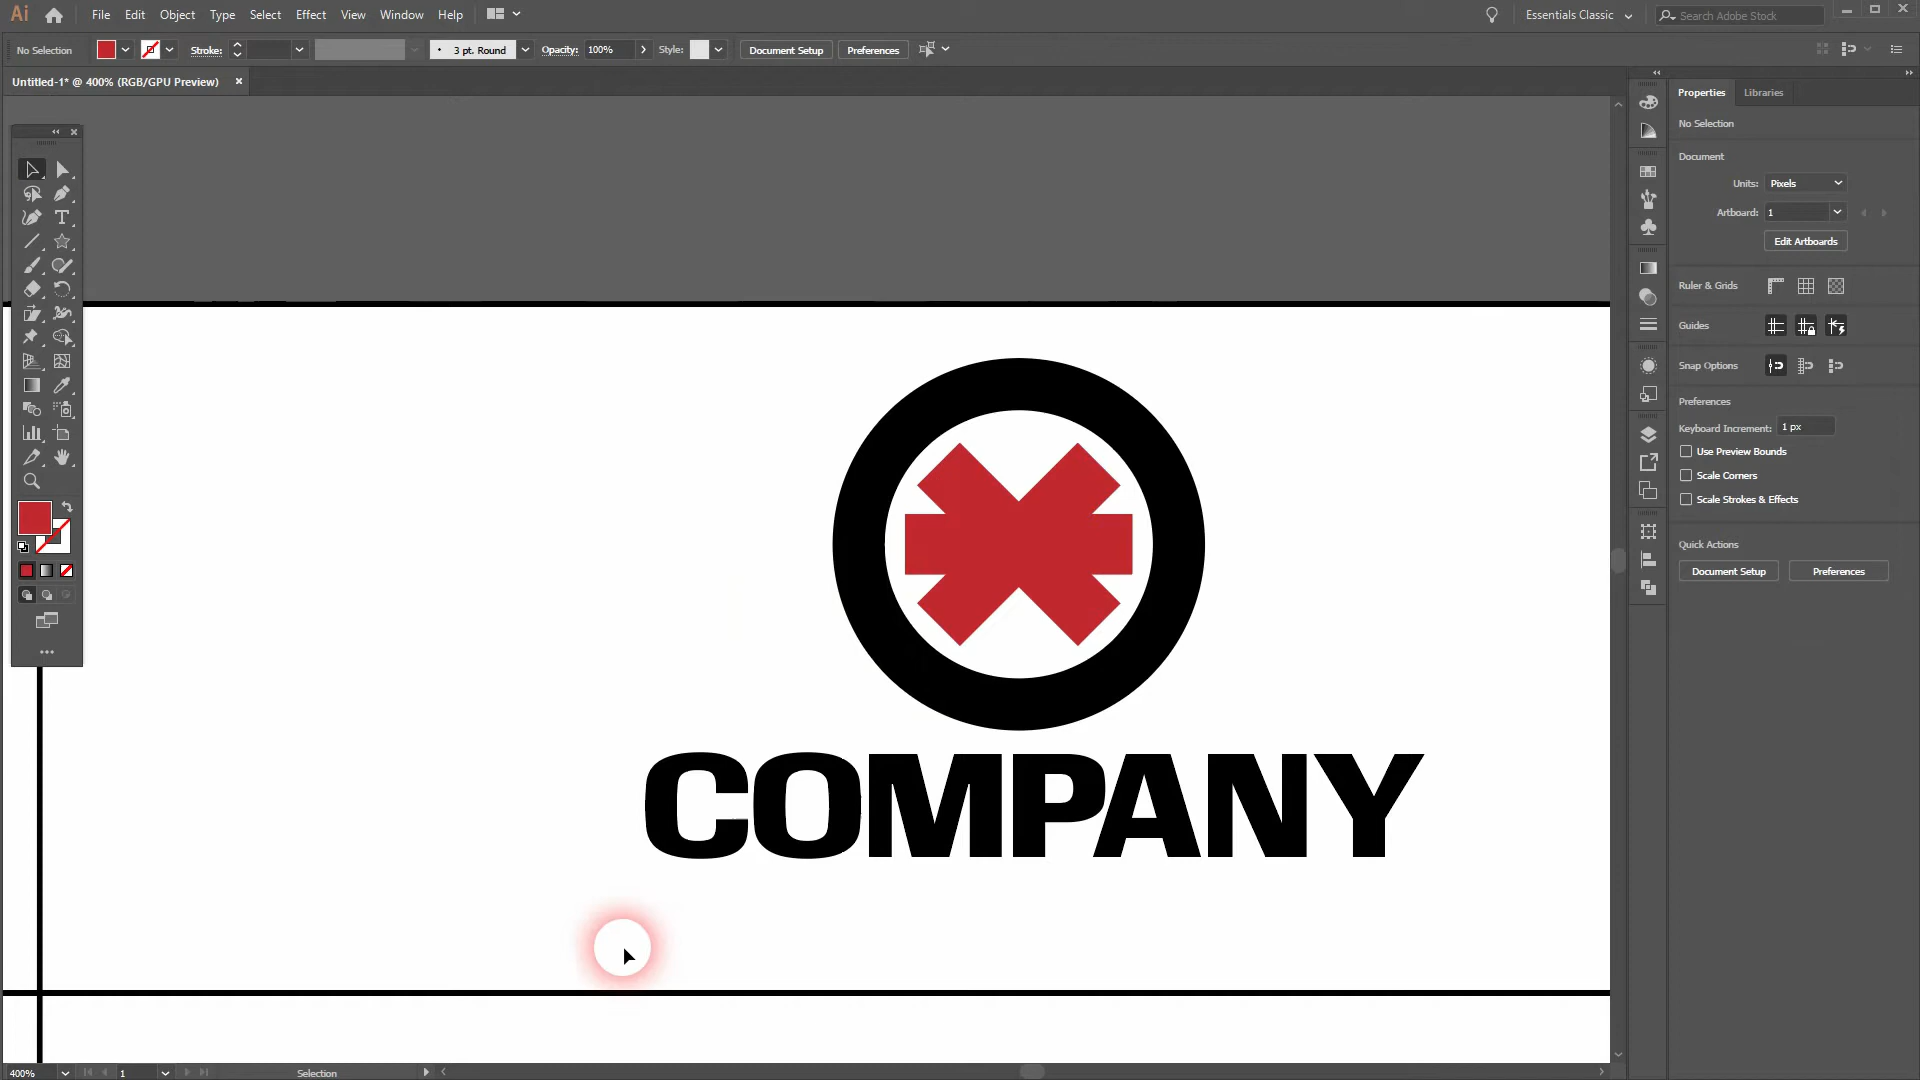 Ai File Edit Object Type Select Effect View Window Help Essentials Classic Search Adobe Stock
No Selection Stroke: 3 pt. Round Opacity: 100% Style: Document Setup Preferences
Untitled-1* @ 400% (RGB/GPU Preview)
Properties Libraries
No Selection
Document
Units: Pixels
Artboard: 1
Edit Artboards
Ruler & Grids
Guides
Snap Options
Preferences
Keyboard Increment: 1 px
Use Preview Bounds
Scale Corners
Scale Strokes & Effects
Quick Actions
Document Setup Preferences
COMPANY
400% 1 Selection